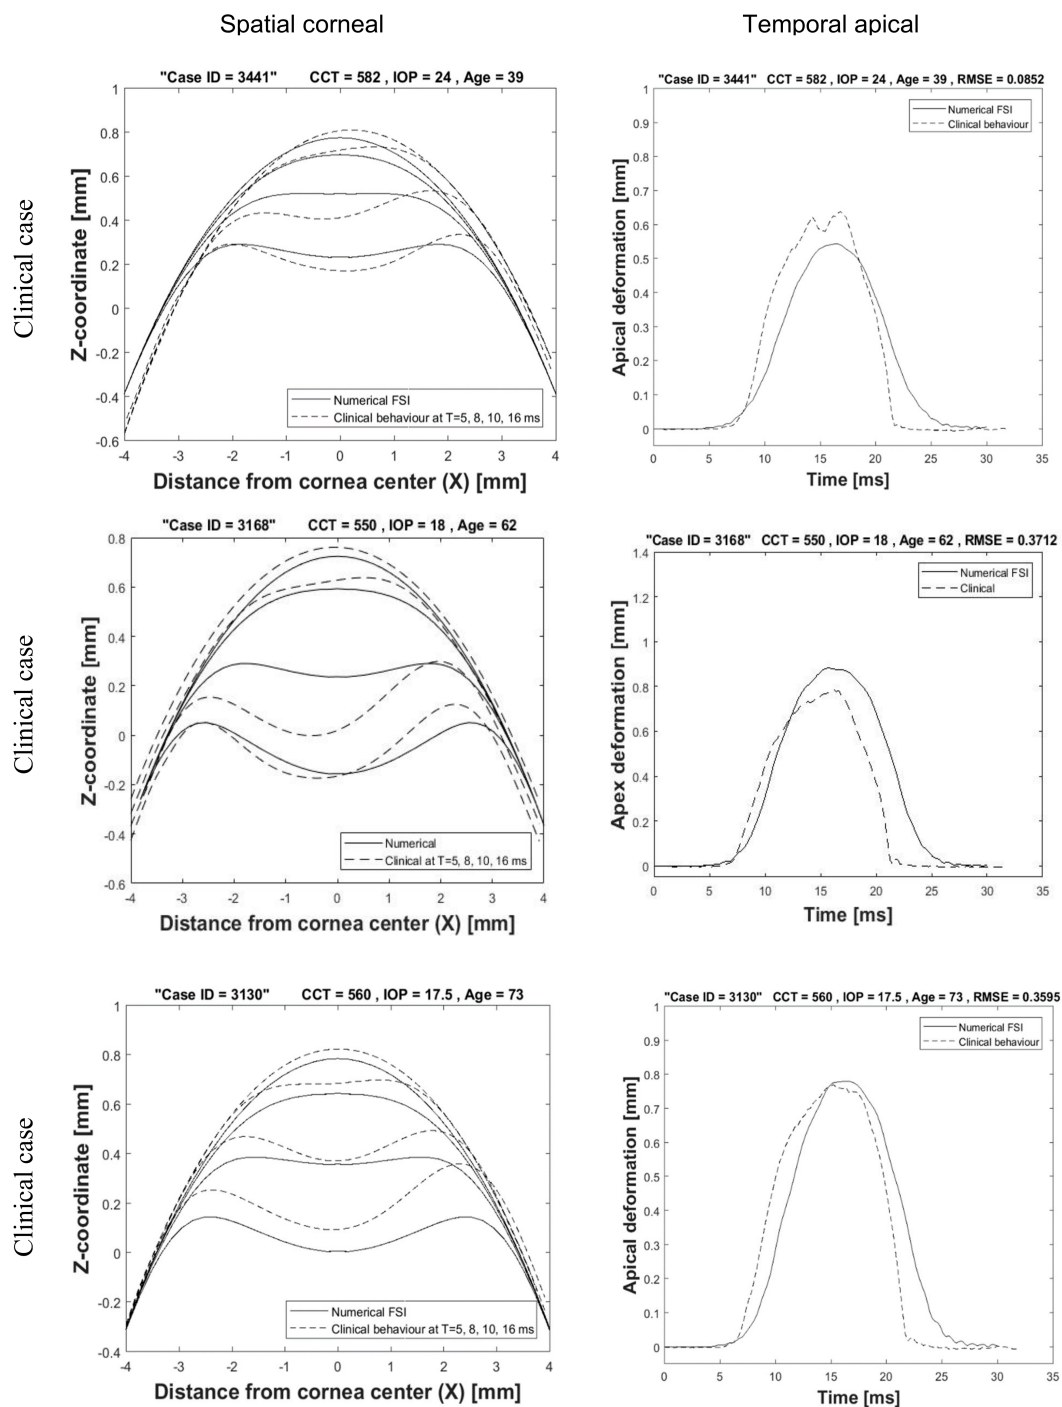 Spatial corneal
Temporal apical
Clinical case
"Case ID = 3441" CCT = 582 , IOP = 24 , Age = 39
1
0.8
0.6
0.4
0.2
0
-0.2
-0.4
-0.6
Z-coordinate [mm]
Numerical FSI
Clinical behaviour at T=5, 8, 10, 16 ms
-4 -3 -2 -1 0 1 2 3 4
Distance from cornea center (X) [mm]
"Case ID = 3441" CCT = 582 , IOP = 24 , Age = 39 , RMSE = 0.0852
1
0.9
0.8
0.7
0.6
0.5
0.4
0.3
0.2
0.1
0
Apical deformation [mm]
Numerical FSI
Clinical behaviour
0 5 10 15 20 25 30 35
Time [ms]
Clinical case
"Case ID = 3168" CCT = 550 , IOP = 18 , Age = 62
0.8
0.6
0.4
0.2
0
-0.2
-0.4
-0.6
Z-coordinate [mm]
Numerical
Clinical at T=5, 8, 10, 16 ms
-4 -3 -2 -1 0 1 2 3 4
Distance from cornea center (X) [mm]
"Case ID = 3168" CCT = 550 , IOP = 18 , Age = 62 , RMSE = 0.3712
1.4
1.2
1
0.8
0.6
0.4
0.2
0
Apex deformation [mm]
Numerical FSI
Clinical
0 5 10 15 20 25 30 35
Time [ms]
Clinical case
"Case ID = 3130" CCT = 560 , IOP = 17.5 , Age = 73
1
0.8
0.6
0.4
0.2
0
-0.2
-0.4
Z-coordinate [mm]
Numerical FSI
Clinical behaviour at T=5, 8, 10, 16 ms
-4 -3 -2 -1 0 1 2 3 4
Distance from cornea center (X) [mm]
"Case ID = 3130" CCT = 560 , IOP = 17.5 , Age = 73 , RMSE = 0.3595
1
0.9
0.8
0.7
0.6
0.5
0.4
0.3
0.2
0.1
0
Apical deformation [mm]
Numerical FSI
Clinical behaviour
0 5 10 15 20 25 30 35
Time [ms]